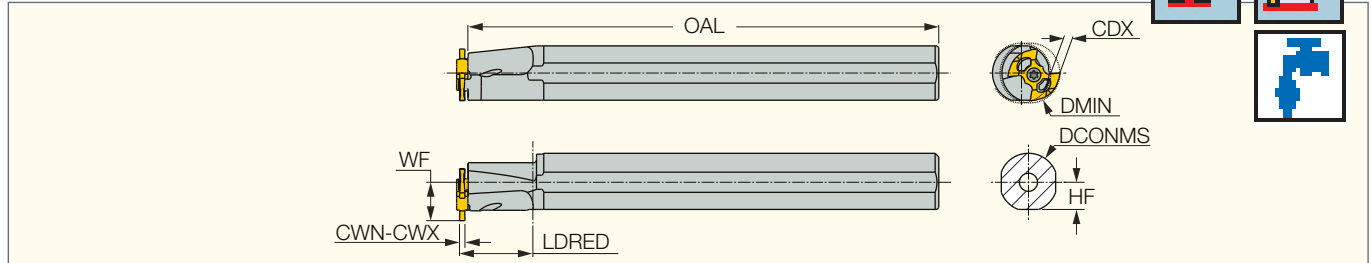 OAL
CDX
DMIN
DCONMS
WF
HF
CWN-CWX
LDRED